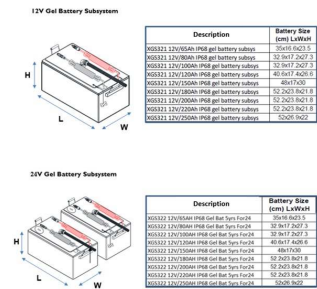 12V Gel Battery Subsystem
H
L
W
Description Battery Size (cm) LxWxH
XGS321 12V/65Ah IP68 gel battery subsys 35x16.6x23.5
XGS321 12V/80Ah IP68 gel battery subsys 32.9x17.2x27.3
XGS321 12V/100Ah IP68 gel battery subsys 32.9x17.2x27.3
XGS321 12V/120Ah IP68 gel battery subsys 40.6x17.4x26.6
XGS321 12V/150Ah IP68 gel battery subsys 48x17x30
XGS321 12V/180Ah IP68 gel battery subsys 52.2x23.8x21.8
XGS321 12V/200Ah IP68 gel battery subsys 52.2x23.8x21.8
XGS321 12V/220Ah IP68 gel battery subsys 52.2x23.8x21.8
XGS321 12V/250Ah IP68 gel battery subsys 52x26.9x22
24V Gel Battery Subsystem
H
L
W
Description Battery Size (cm) LxWxH
XGS322 12V/65AH IP68 Gel Bat 5yrs For24 35x16.6x23.5
XGS322 12V/80AH IP68 Gel Bat 5yrs For24 32.9x17.2x27.3
XGS322 12V/100AH IP68 Gel Bat 5yrs For24 32.9x17.2x27.3
XGS322 12V/120AH IP68 Gel Bat 5yrs For24 40.6x17.4x26.6
XGS322 12V/150AH IP68 Gel Bat 5yrs For24 48x17x30
XGS322 12V/180AH IP68 Gel Bat 5yrs For24 52.2x23.8x21.8
XGS322 12V/200AH IP68 Gel Bat 5yrs For24 52.2x23.8x21.8
XGS322 12V/220AH IP68 Gel Bat 5yrs For24 52.2x23.8x21.8
XGS322 12V/250AH IP68 Gel Bat 5yrs For24 52x26.9x22